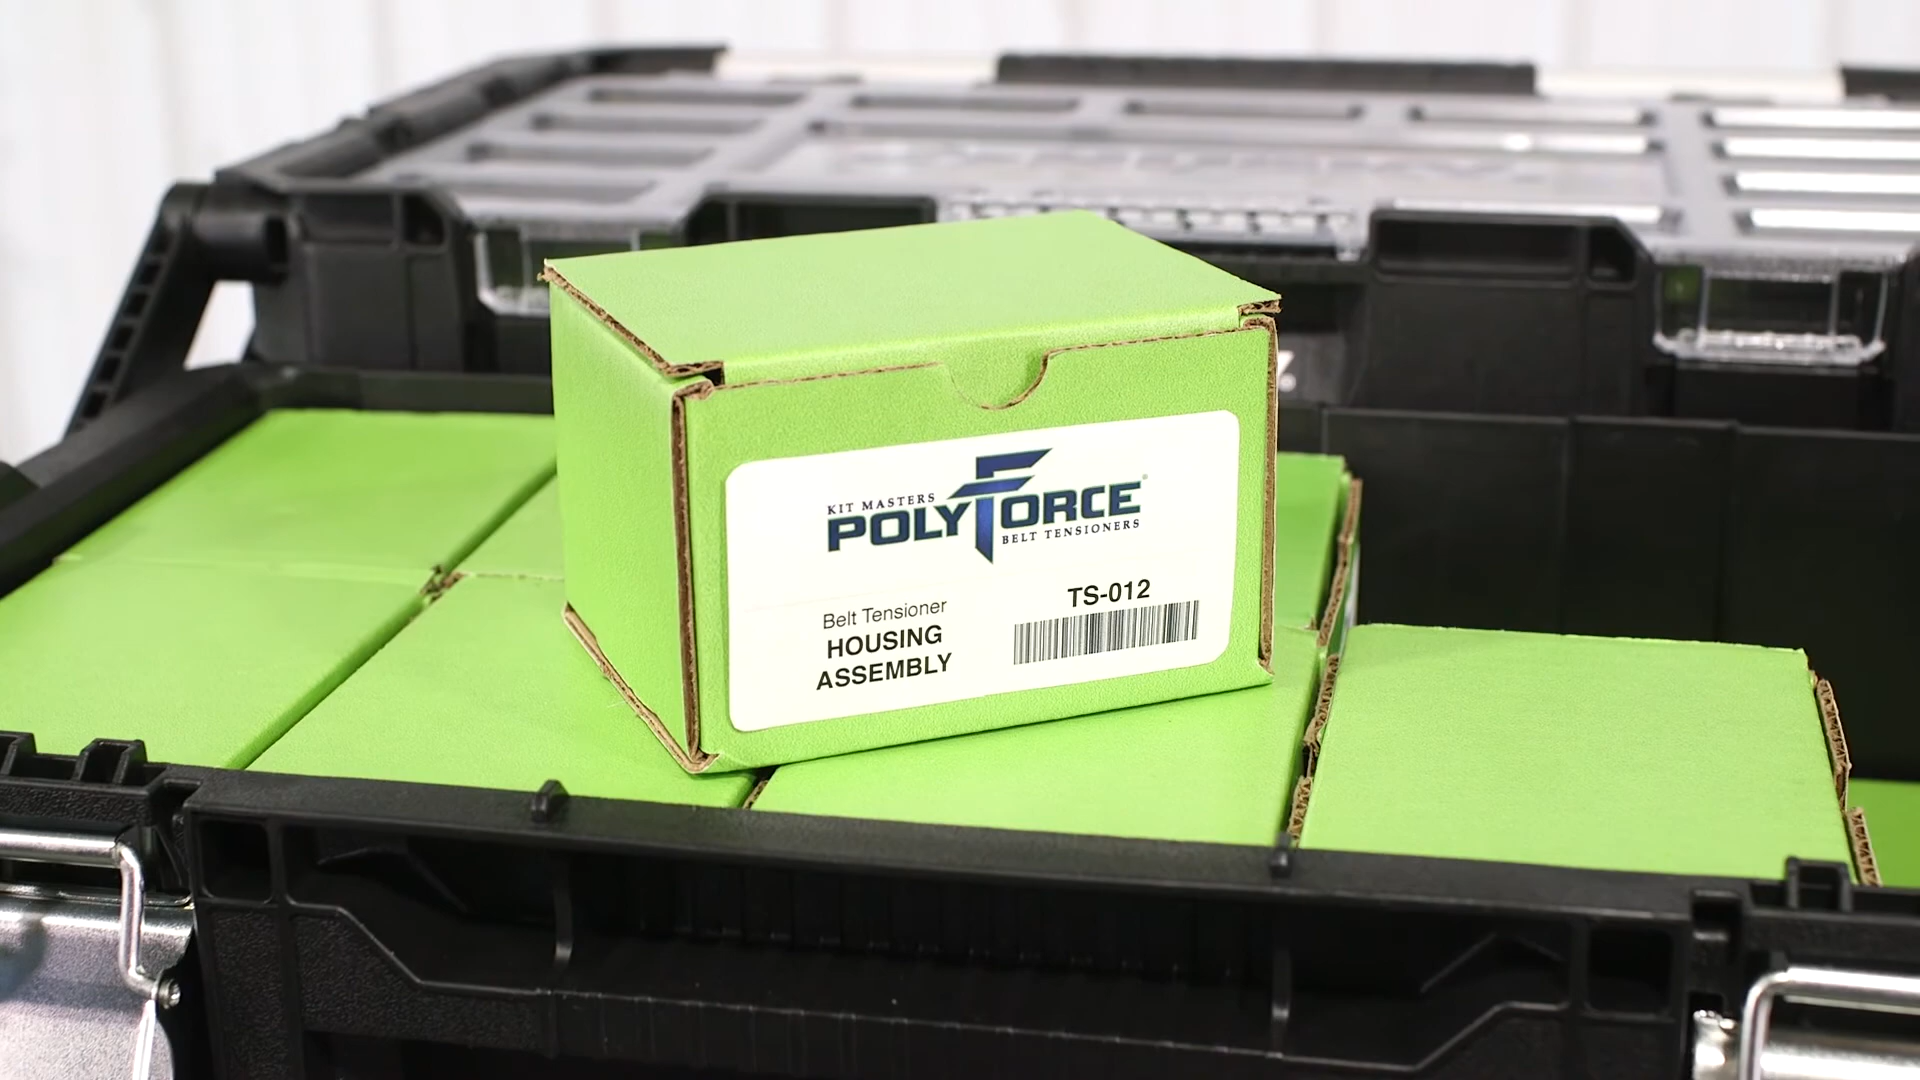 KIT MASTERS
POLYFORCE
BELT TENSIONERS
Belt Tensioner
HOUSING
ASSEMBLY
TS-012